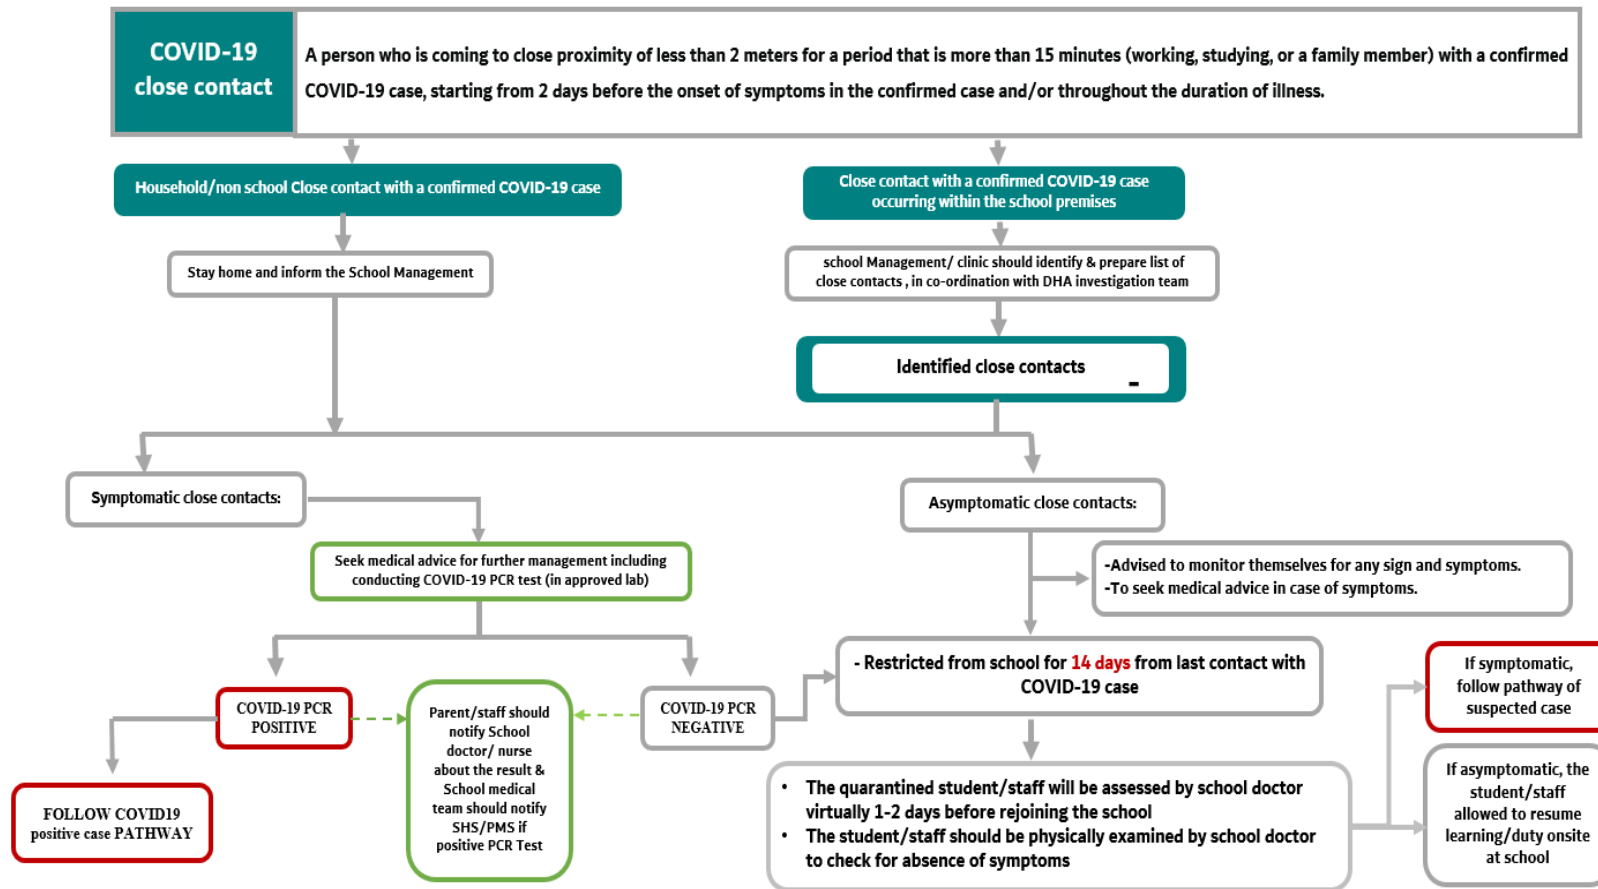 COVID-19
close contact
A person who is coming to close proximity of less than 2 meters for a period that is more than 15 minutes (working, studying, or a family member) with a confirmed
COVID-19 case, starting from 2 days before the onset of symptoms in the confirmed case and/or throughout the duration of illness.
Household/non school Close contact with a confirmed COVID-19 case
Close contact with a confirmed COVID-19 case
occurring within the school premises
Stay home and inform the School Management
school Management/ clinic should identify & prepare list of
close contacts , in co-ordination with DHA investigation team
Identified close contacts
-
Symptomatic close contacts:
Asymptomatic close contacts:
Seek medical advice for further management including
conducting COVID-19 PCR test (in approved lab)
-Advised to monitor themselves for any sign and symptoms.
-To seek medical advice in case of symptoms.
- Restricted from school for 14 days from last contact with
COVID-19 case
If symptomatic,
follow pathway of
suspected case
COVID-19 PCR
POSITIVE
Parent/staff should
notify School
doctor/ nurse
about the result &
School medical
team should notify
SHS/PMS if
positive PCR Test
COVID-19 PCR
NEGATIVE
FOLLOW COVID19
positive case PATHWAY
• The quarantined student/staff will be assessed by school doctor
virtually 1-2 days before rejoining the school
• The student/staff should be physically examined by school doctor
to check for absence of symptoms
If asymptomatic, the
student/staff
allowed to resume
learning/duty onsite
at school